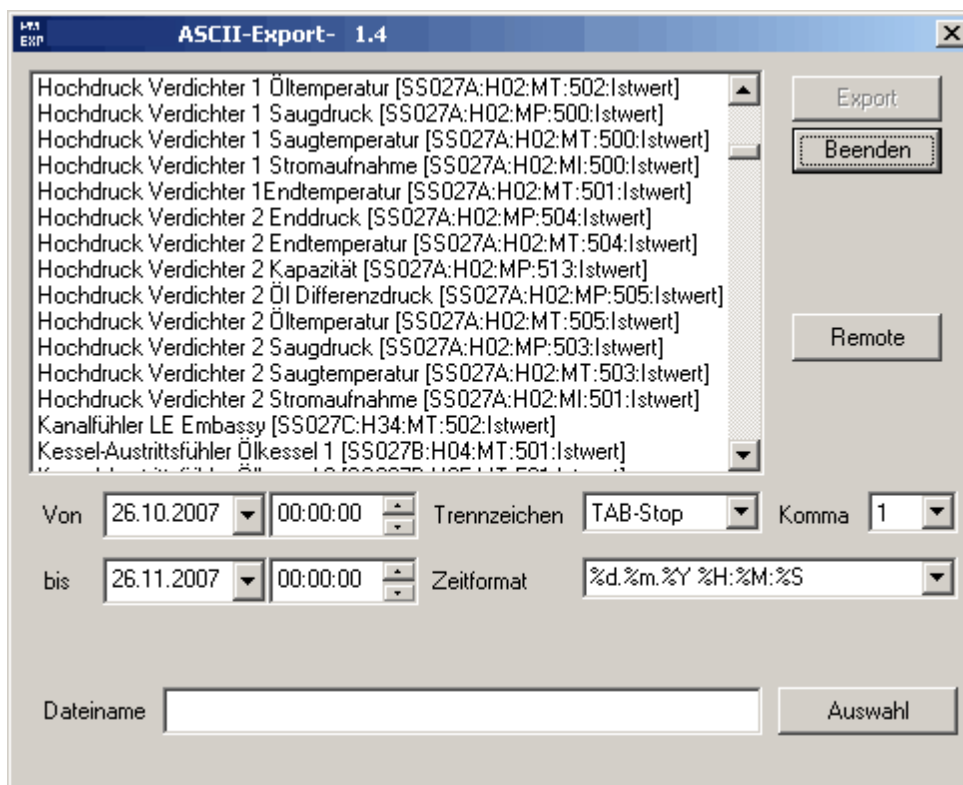 EXP
ASCII-Export- 1.4
Hochdruck Verdichter 1 Öltemperatur [SS027A:H02:MT:502:Istwert]
Hochdruck Verdichter 1 Saugdruck [SS027A:H02:MP:500:Istwert]
Hochdruck Verdichter 1 Saugtemperatur [SS027A:H02:MT:500:Istwert]
Hochdruck Verdichter 1 Stromaufnahme [SS027A:H02:MI:500:Istwert]
Hochdruck Verdichter 1Endtemperatur [SS027A:H02:MT:501:Istwert]
Hochdruck Verdichter 2 Enddruck [SS027A:H02:MP:504:Istwert]
Hochdruck Verdichter 2 Endtemperatur [SS027A:H02:MT:504:Istwert]
Hochdruck Verdichter 2 Kapazität [SS027A:H02:MP:513:Istwert]
Hochdruck Verdichter 2 Öl Differenzdruck [SS027A:H02:MP:505:Istwert]
Hochdruck Verdichter 2 Öltemperatur [SS027A:H02:MT:505:Istwert]
Hochdruck Verdichter 2 Saugdruck [SS027A:H02:MP:503:Istwert]
Hochdruck Verdichter 2 Saugtemperatur [SS027A:H02:MT:503:Istwert]
Hochdruck Verdichter 2 Stromaufnahme [SS027A:H02:MI:501:Istwert]
Kanalfühler LE Embassy [SS027C:H34:MT:502:Istwert]
Kessel-Austrittsfühler Ölkessel 1 [SS027B:H04:MT:501:Istwert]
Export
Beenden
Remote
Von 26.10.2007 00:00:00 Trennzeichen TAB-Stop Komma 1
bis 26.11.2007 00:00:00 Zeitformat %d.%m.%Y %H:%M:%S
Dateiname Auswahl